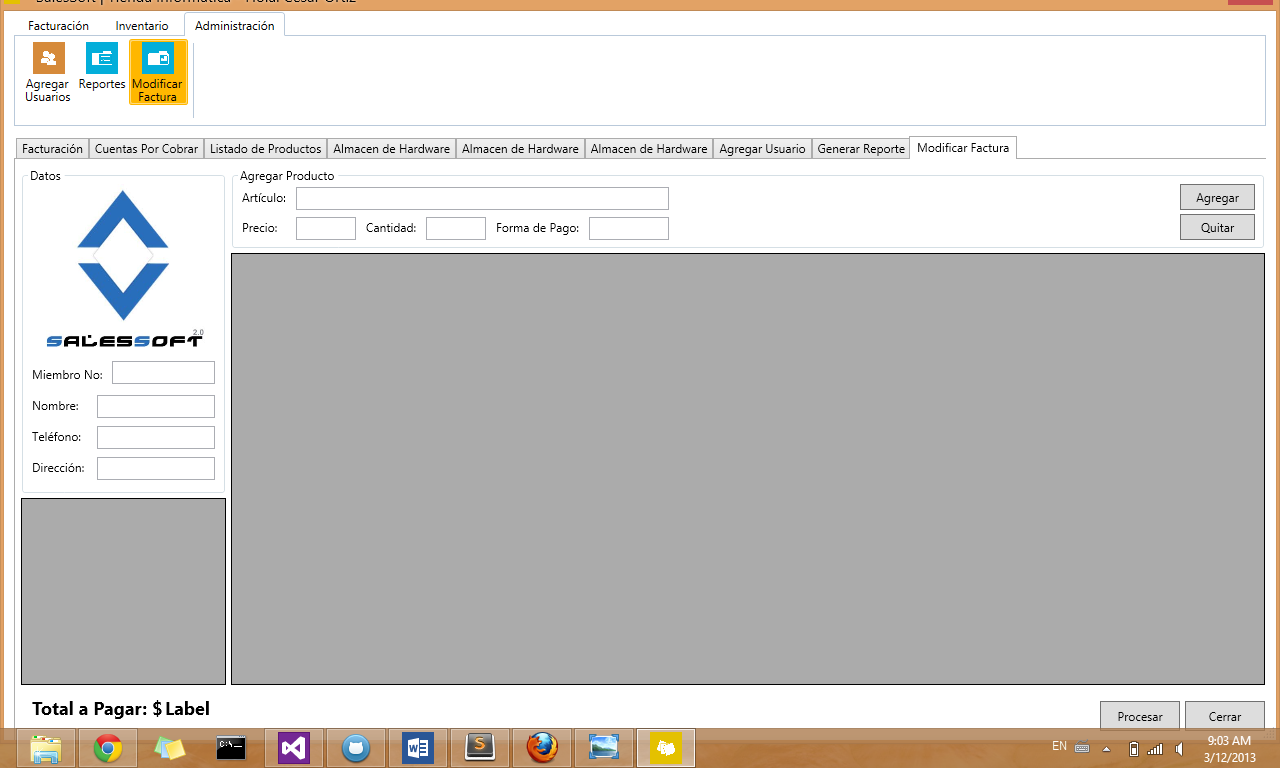 SalesSoft | Tienda Informática - Hola! Cesar Ortiz
Facturación Inventario Administración
Agregar Usuarios Reportes Modificar Factura
Facturación Cuentas Por Cobrar Listado de Productos Almacen de Hardware Almacen de Hardware Almacen de Hardware Agregar Usuario Generar Reporte Modificar Factura
Datos
SALESSOFT 2.0
Miembro No:
Nombre:
Teléfono:
Dirección:
Agregar Producto
Artículo:
Agregar
Precio: Cantidad: Forma de Pago:
Quitar
Total a Pagar: $ Label
Procesar Cerrar
C:\.
S
EN
9:03 AM
3/12/2013